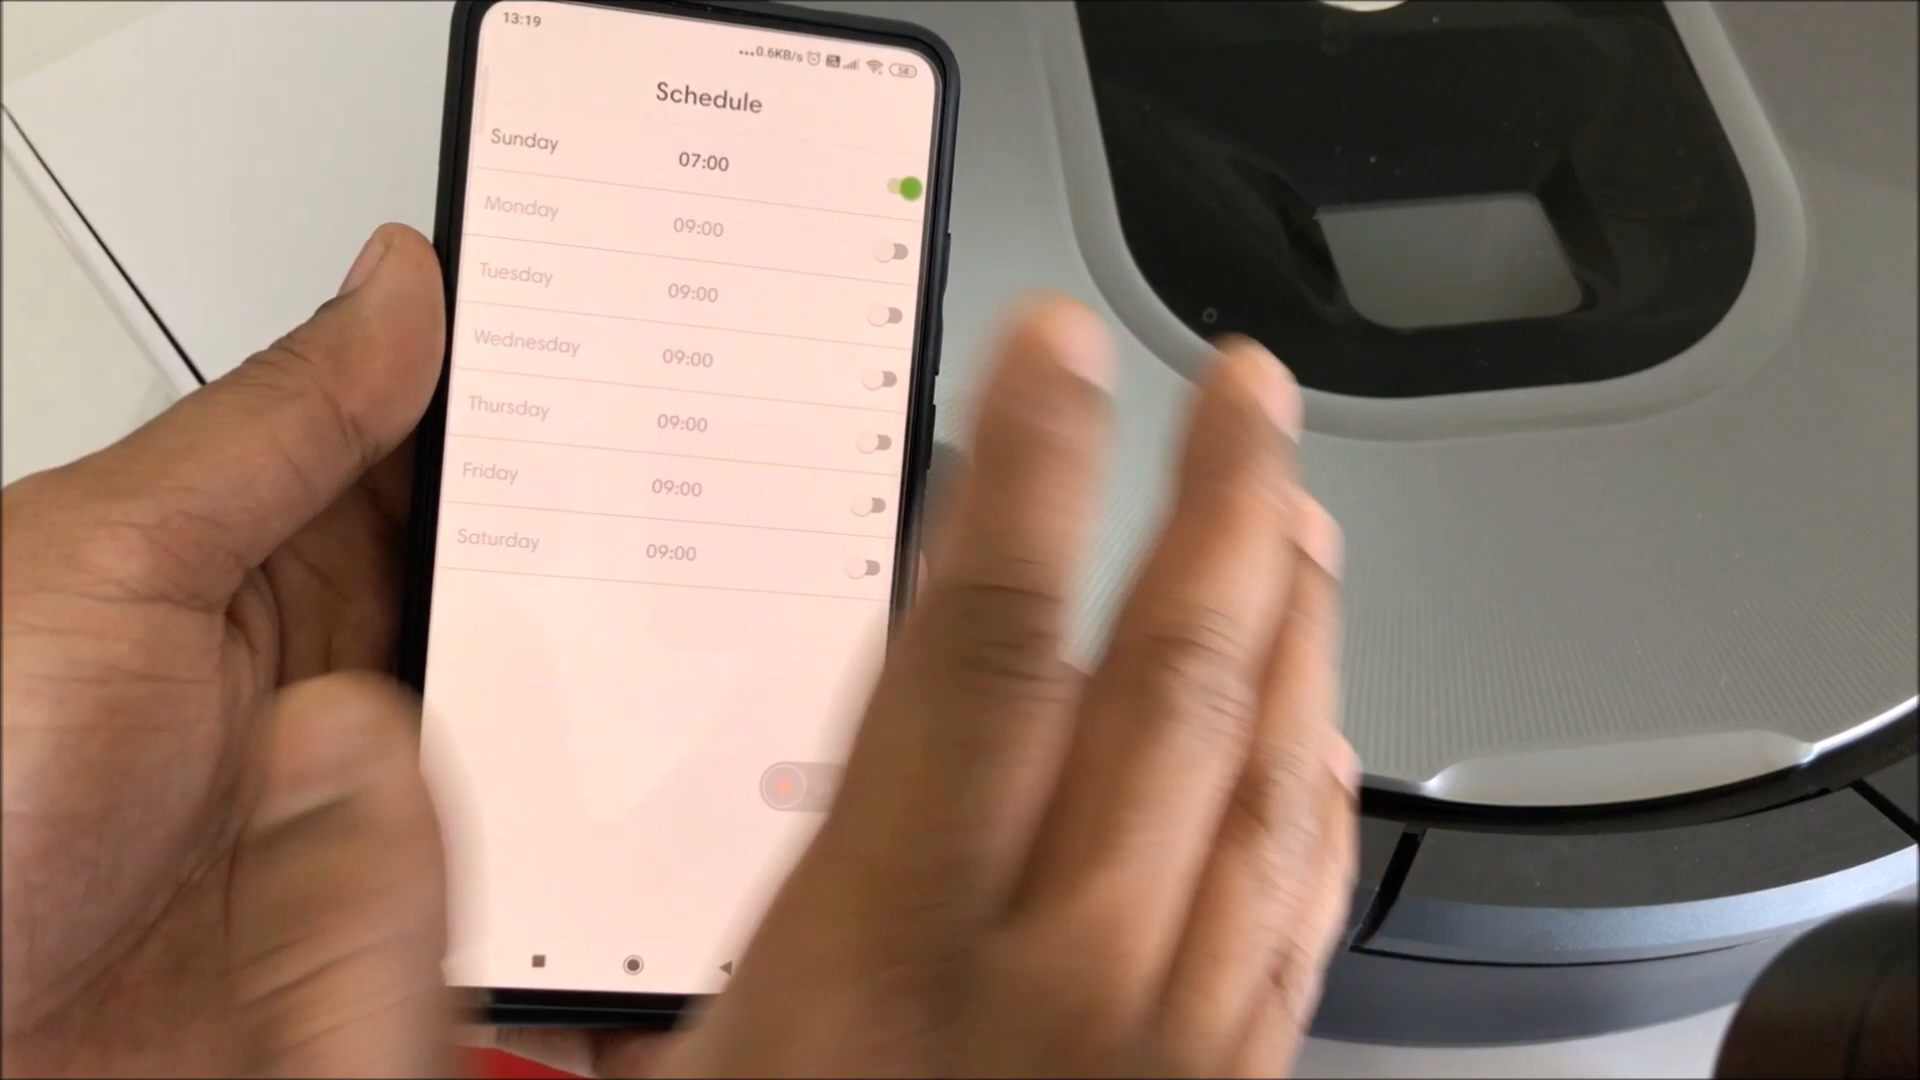 13:19
...0.6KB/s 54
Schedule
Sunday 07:00
Monday 09:00
Tuesday 09:00
Wednesday 09:00
Thursday 09:00
Friday 09:00
Saturday 09:00